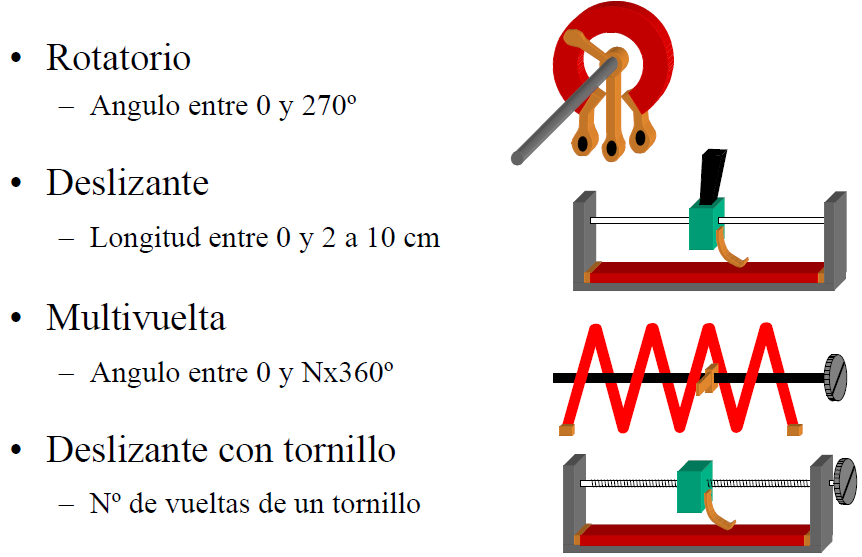 • Rotatorio
– Angulo entre 0 y 270º
• Deslizante
– Longitud entre 0 y 2 a 10 cm
• Multivuelta
– Angulo entre 0 y Nx360º
• Deslizante con tornillo
– Nº de vueltas de un tornillo